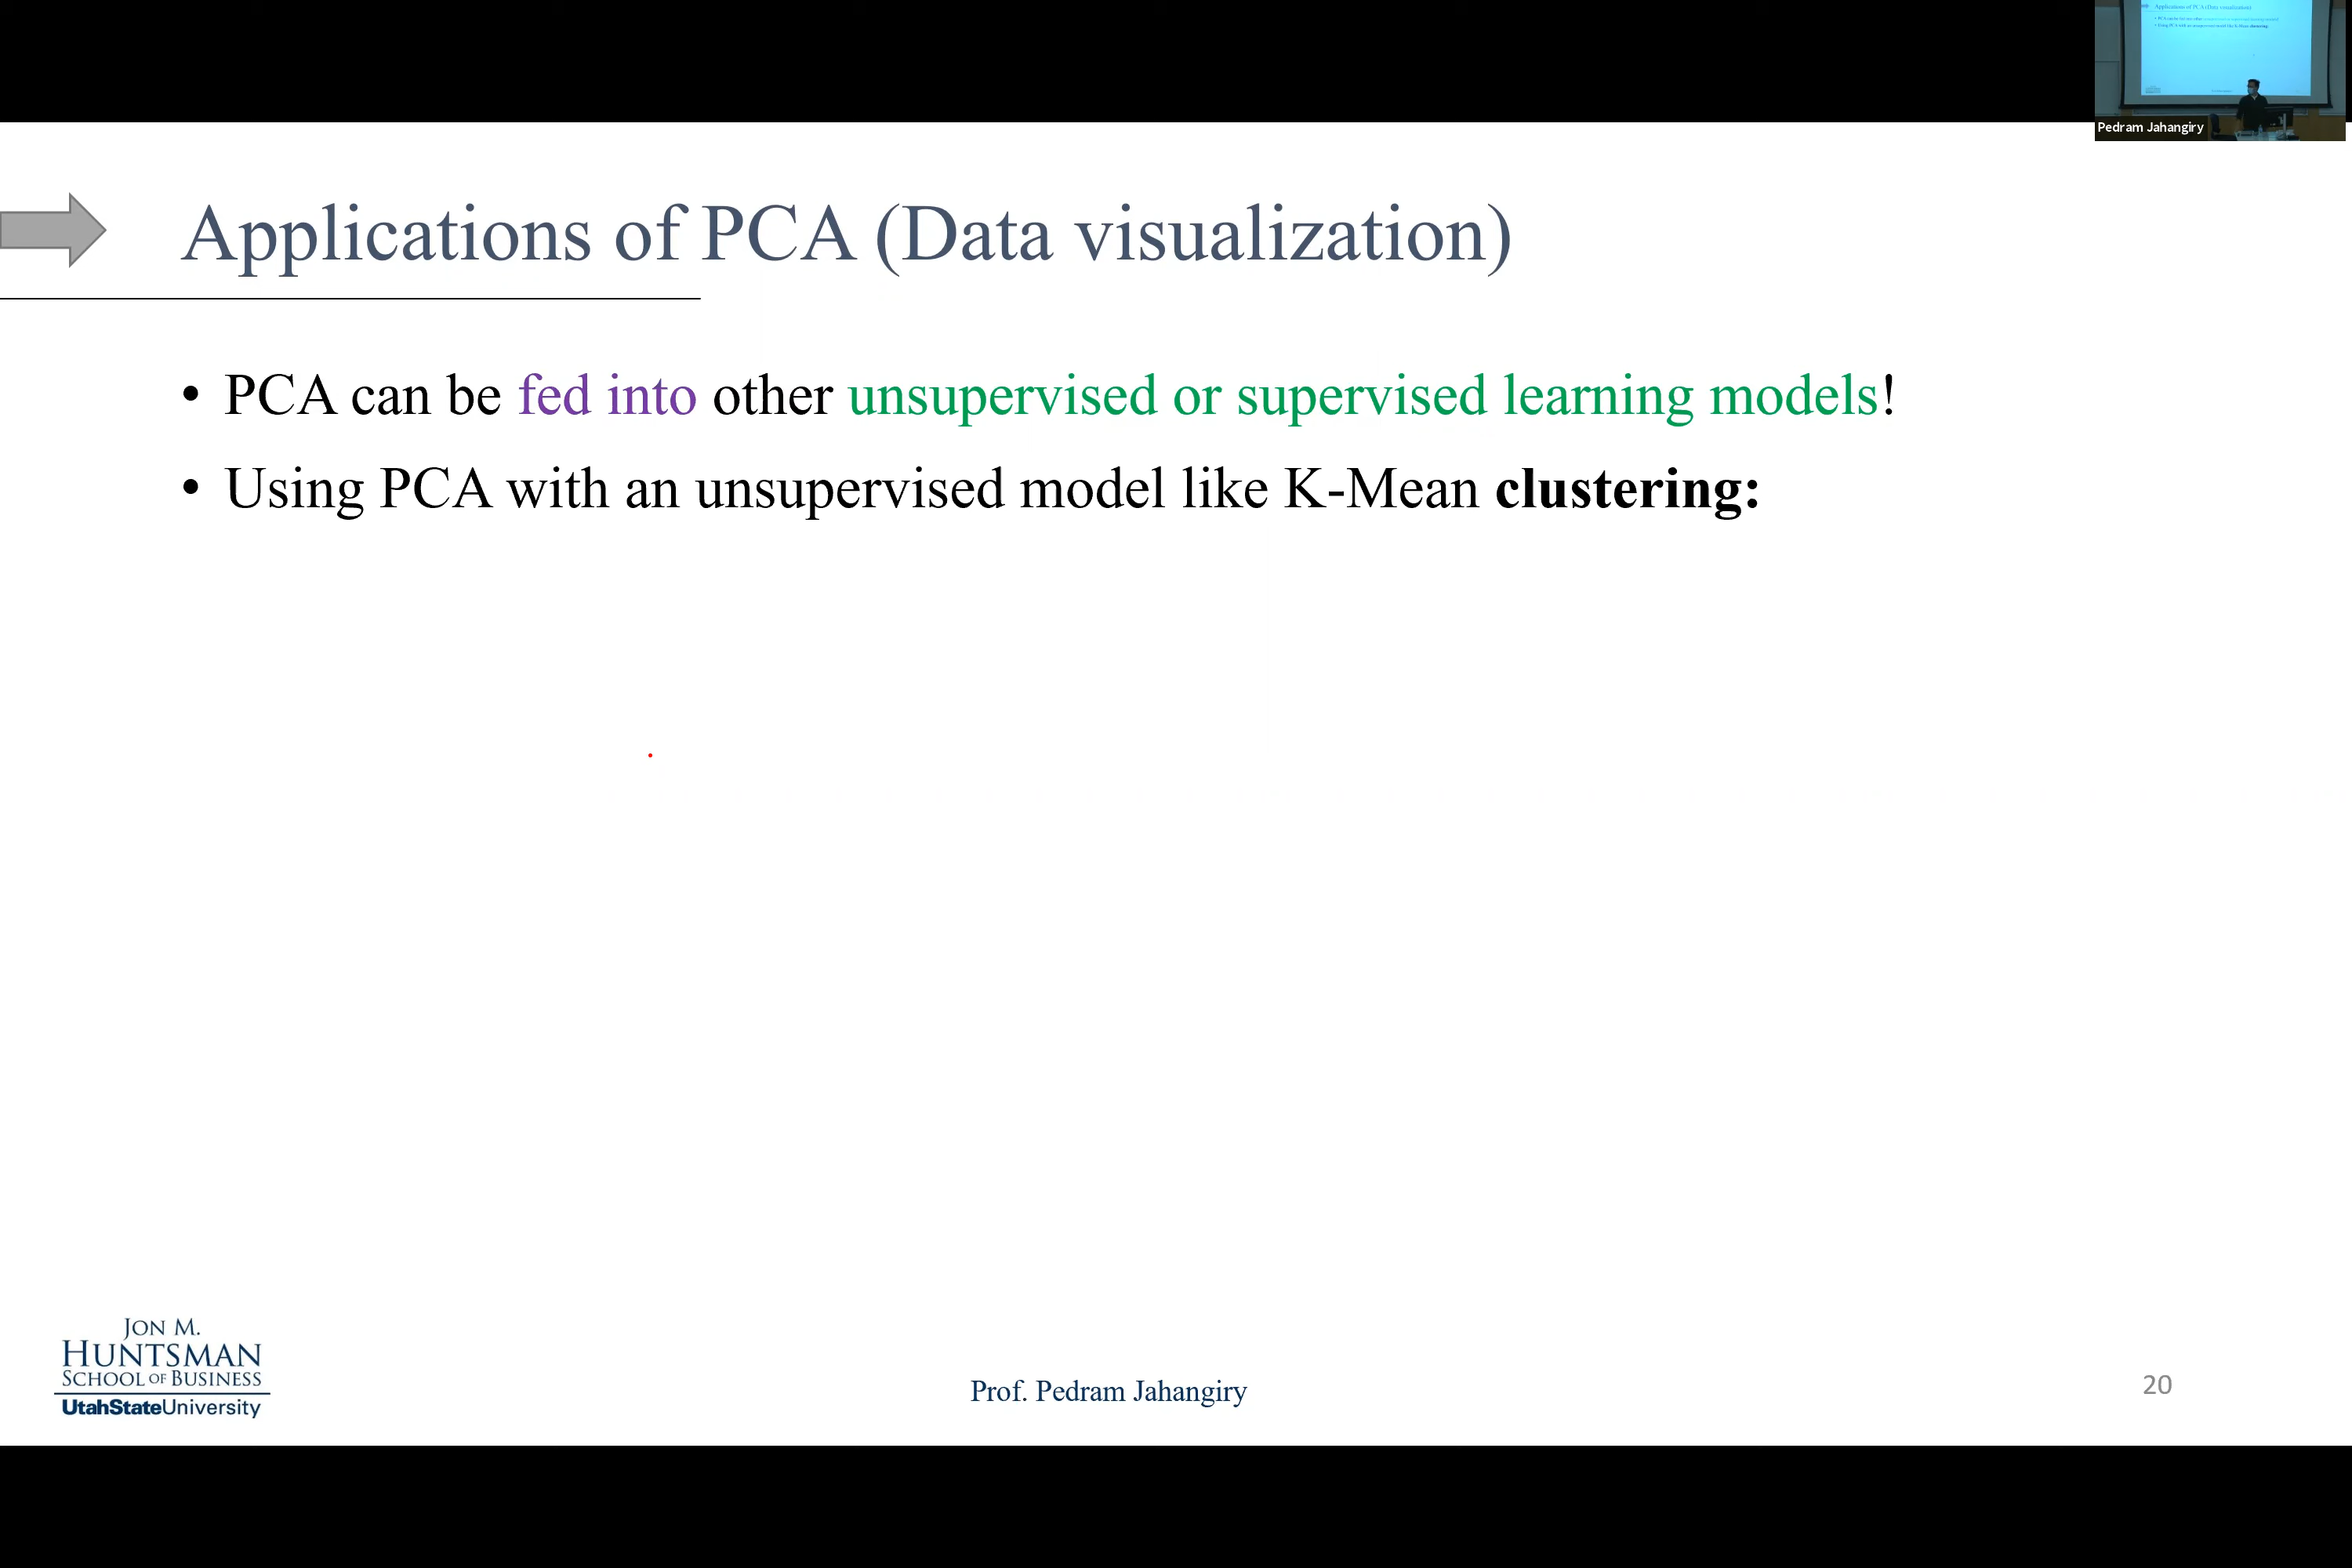 Pedram Jahangiry
Applications of PCA (Data visualization)
• PCA can be fed into other unsupervised or supervised learning models!
• Using PCA with an unsupervised model like K-Mean clustering:
JON M.
HUNTSMAN
SCHOOL OF BUSINESS
UtahStateUniversity
Prof. Pedram Jahangiry
20